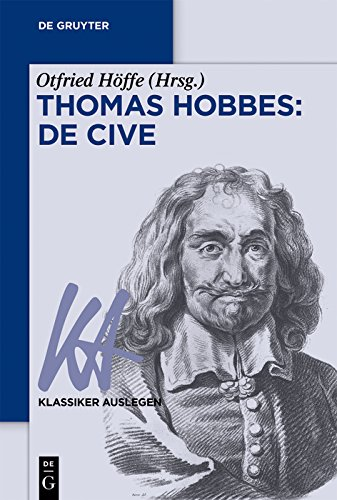 DE GRUYTER
Otfried Höffe (Hrsg.)
THOMAS HOBBES:
DE CIVE
KA
KLASSIKER AUSLEGEN
DE
G